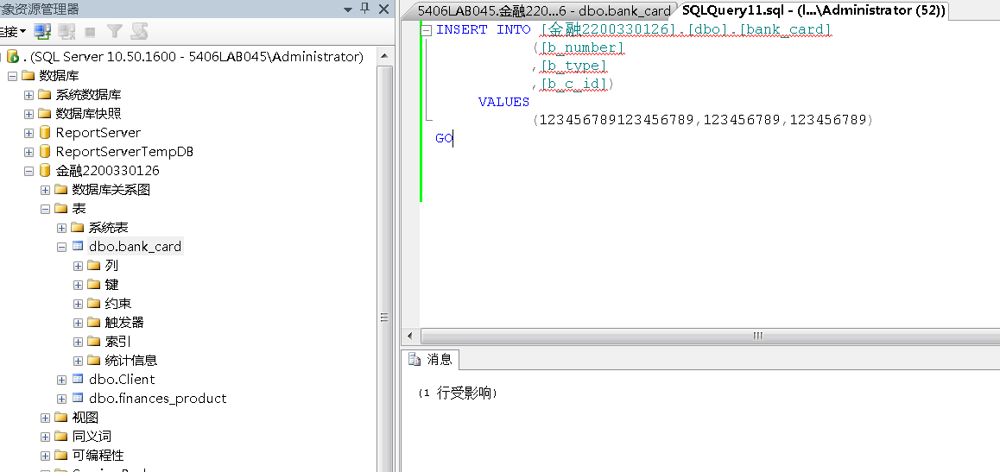 对象资源管理器
连接
. (SQL Server 10.50.1600 - 5406LAB045\Administrator)
数据库
系统数据库
数据库快照
ReportServer
ReportServerTempDB
金融2200330126
数据库关系图
表
系统表
dbo.bank_card
列
键
约束
触发器
索引
统计信息
dbo.Client
dbo.finances_product
视图
同义词
可编程性
5406LAB045.金融220...6 - dbo.bank_card
SQLQuery11.sql - (l...\Administrator (52))
INSERT INTO [金融2200330126].[dbo].[bank_card]
([b_number]
,[b_type]
,[b_c_id])
VALUES
(123456789123456789,123456789,123456789)
GO
消息
(1 行受影响)